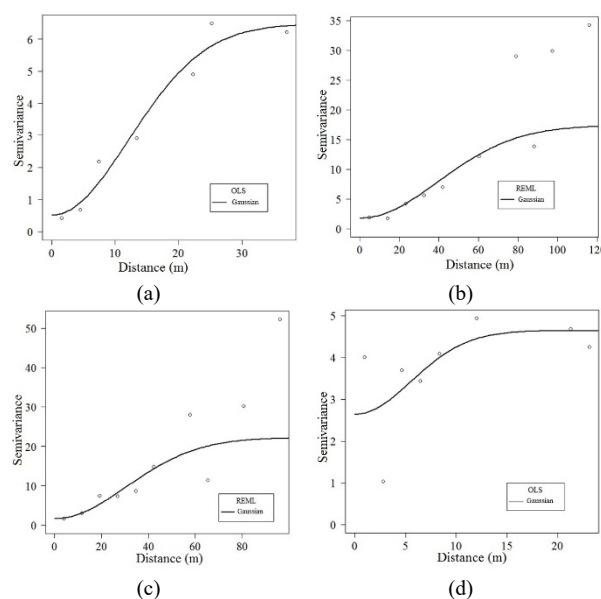 6
5
4
3
2
1
0
Semivariance
OLS
Gaussian
0 10 20 30
Distance (m)
(a)
35
30
25
20
15
10
5
0
Semivariance
REML
Gaussian
0 20 40 60 80 100 120
Distance (m)
(b)
50
40
30
20
10
0
Semivariance
REML
Gaussian
0 20 40 60 80
Distance (m)
(c)
5
4
3
2
1
0
Semivariance
OLS
Gaussian
0 5 10 15 20
Distance (m)
(d)